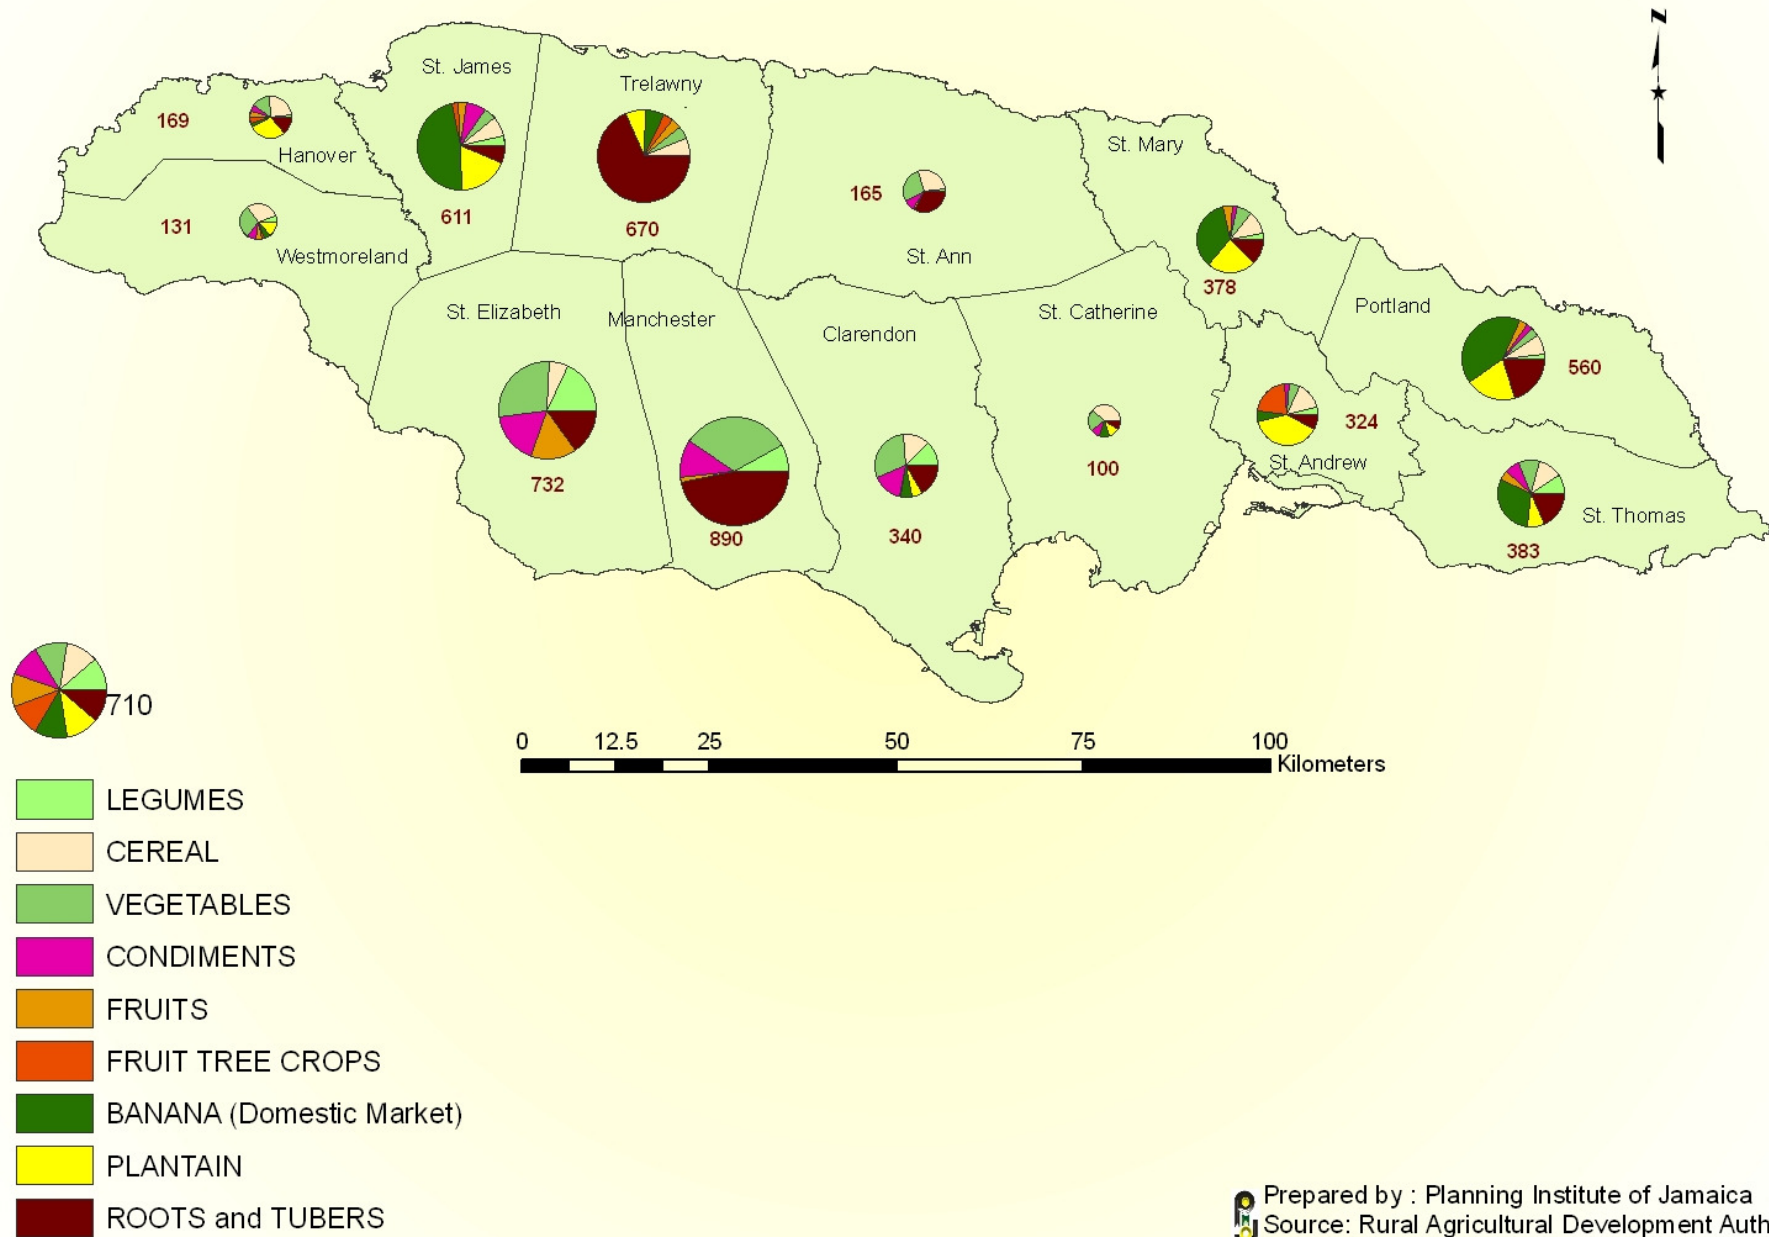 N
St. James
Trelawny
169
Hanover
St. Mary
165
131
611
670
Westmoreland
St. Ann
378
St. Elizabeth
Manchester
Clarendon
St. Catherine
Portland
560
324
100
St. Andrew
732
890
340
St. Thomas
383
710
0 12.5 25 50 75 100
Kilometers
LEGUMES
CEREAL
VEGETABLES
CONDIMENTS
FRUITS
FRUIT TREE CROPS
BANANA (Domestic Market)
PLANTAIN
ROOTS and TUBERS
Prepared by : Planning Institute of Jamaica
Source: Rural Agricultural Development Auth